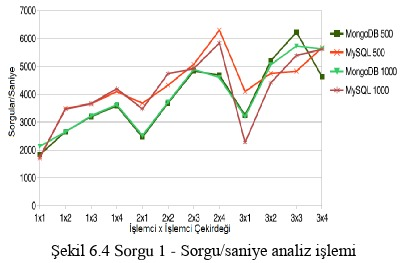 7000
6000
5000
4000
3000
2000
1000
0
Sorgular/Saniye
1x1 1x2 1x3 1x4 2x1 2x2 2x3 2x4 3x1 3x2 3x3 3x4
İşlemci x İşlemci Çekirdeği
MongoDB 500
MySQL 500
MongoDB 1000
MySQL 1000
Şekil 6.4 Sorgu 1 - Sorgu/saniye analiz işlemi